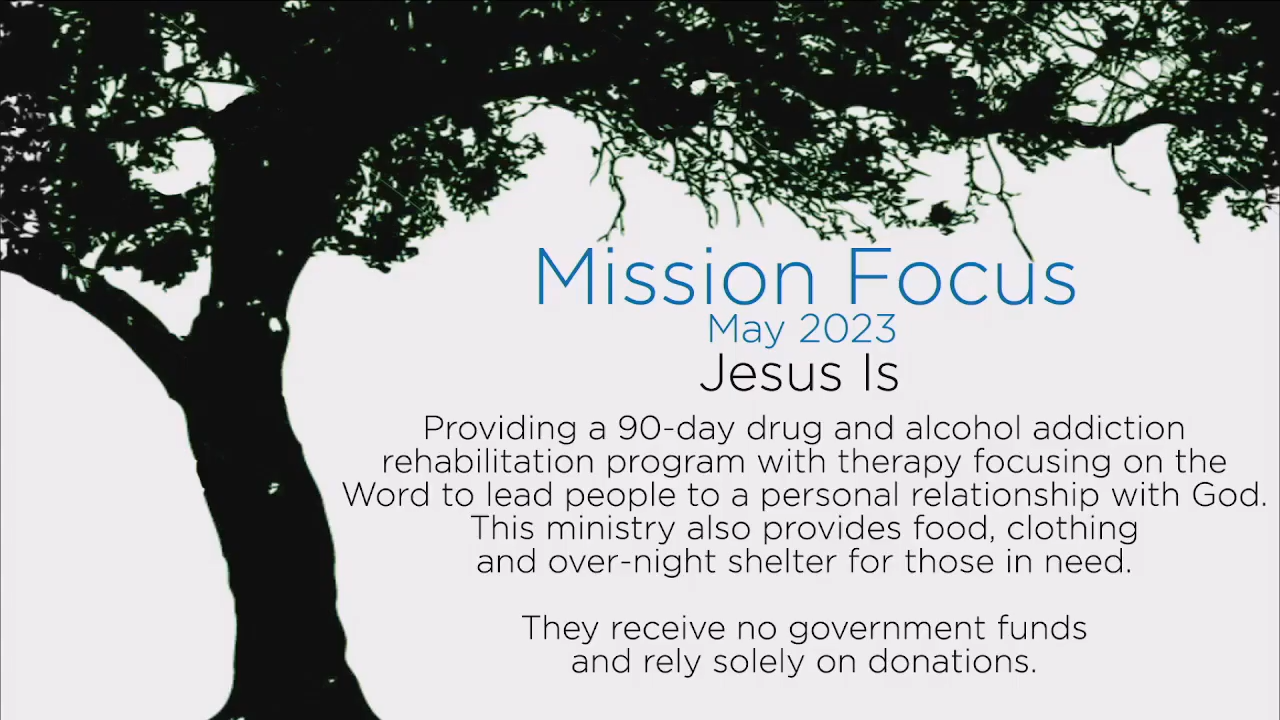 Mission Focus
May 2023
Jesus Is
Providing a 90-day drug and alcohol addiction
rehabilitation program with therapy focusing on the
Word to lead people to a personal relationship with God.
This ministry also provides food, clothing
and over-night shelter for those in need.
They receive no government funds
and rely solely on donations.